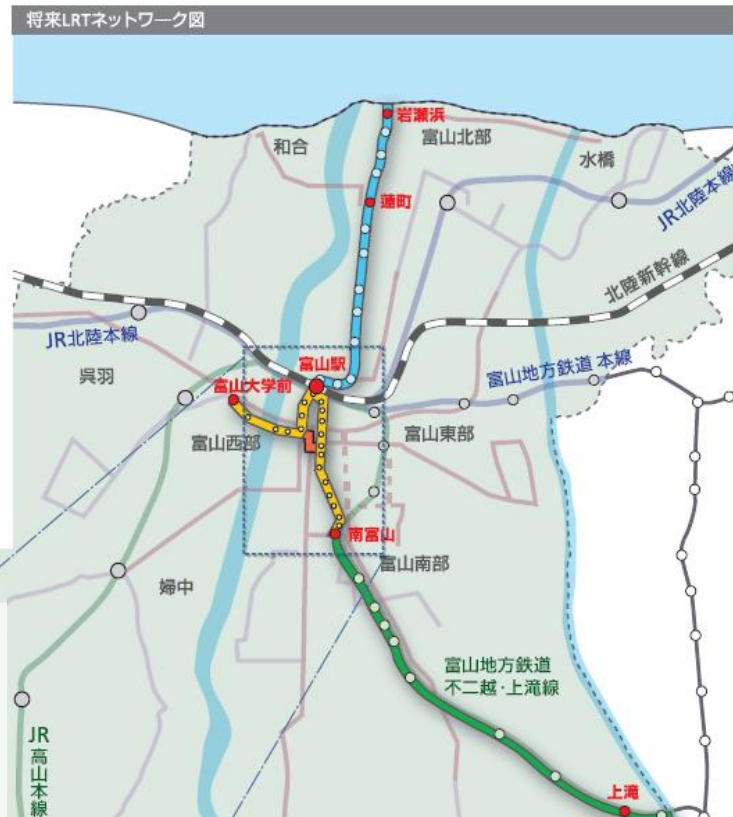 将来LRTネットワーク図
岩瀬浜
富山北部
和合
水橋
蓮町
JR北陸本線
北陸新幹線
JR北陸本線
富山駅
富山地方鉄道 本線
呉羽
富山大学前
富山西部
富山東部
南富山
富山南部
婦中
富山地方鉄道
不二越・上滝線
JR
高山本線
上滝